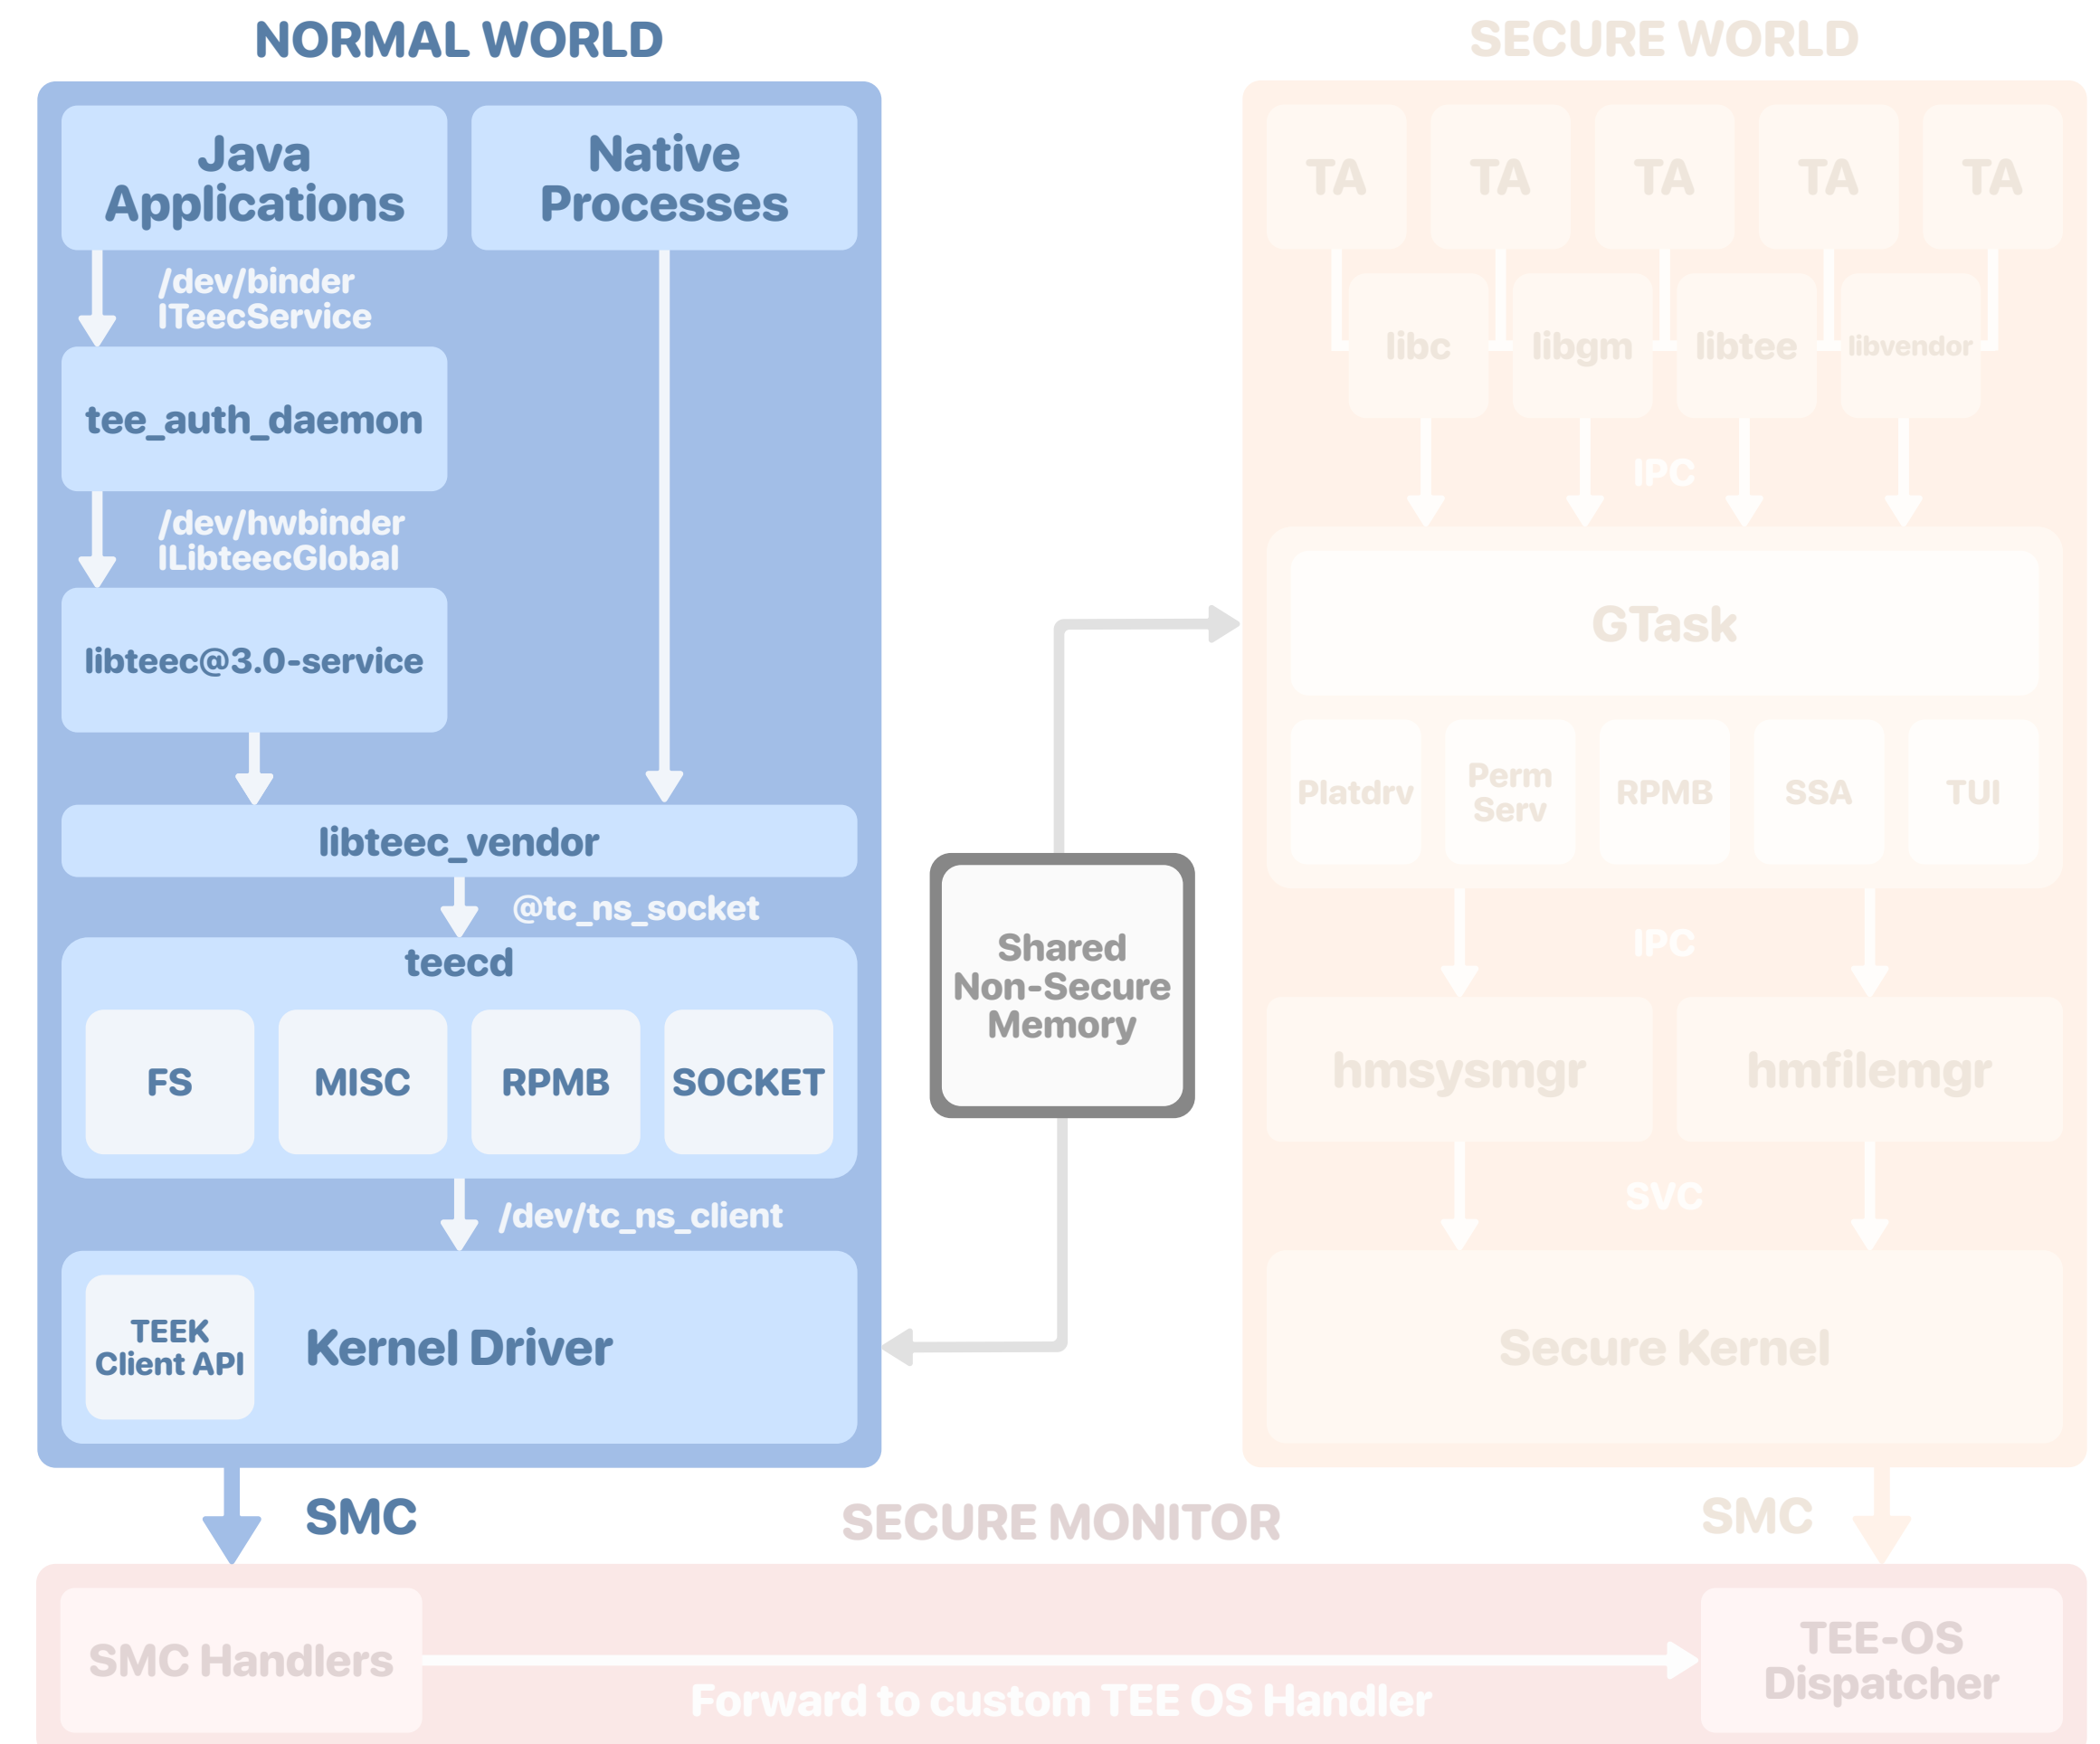 NORMAL WORLD
Java
Applications
Native
Processes
/dev/binder
ITeecService
tee_auth_daemon
/dev/hwbinder
ILibteecGlobal
libteec@3.0-service
libteec_vendor
@tc_ns_socket
teecd
FS
MISC
RPMB
SOCKET
/dev/tc_ns_client
TEEK
Client API
Kernel Driver
SMC
Shared
Non-Secure
Memory
SECURE WORLD
TA
TA
TA
TA
TA
libc
libgm
libtee
libvendor
IPC
GTask
Platdrv
Perm
Serv
RPMB
SSA
TUI
IPC
hmsysmgr
hmfilemgr
SVC
Secure Kernel
SMC
SECURE MONITOR
SMC Handlers
Forward to custom TEE OS Handler
TEE-OS
Dispatcher